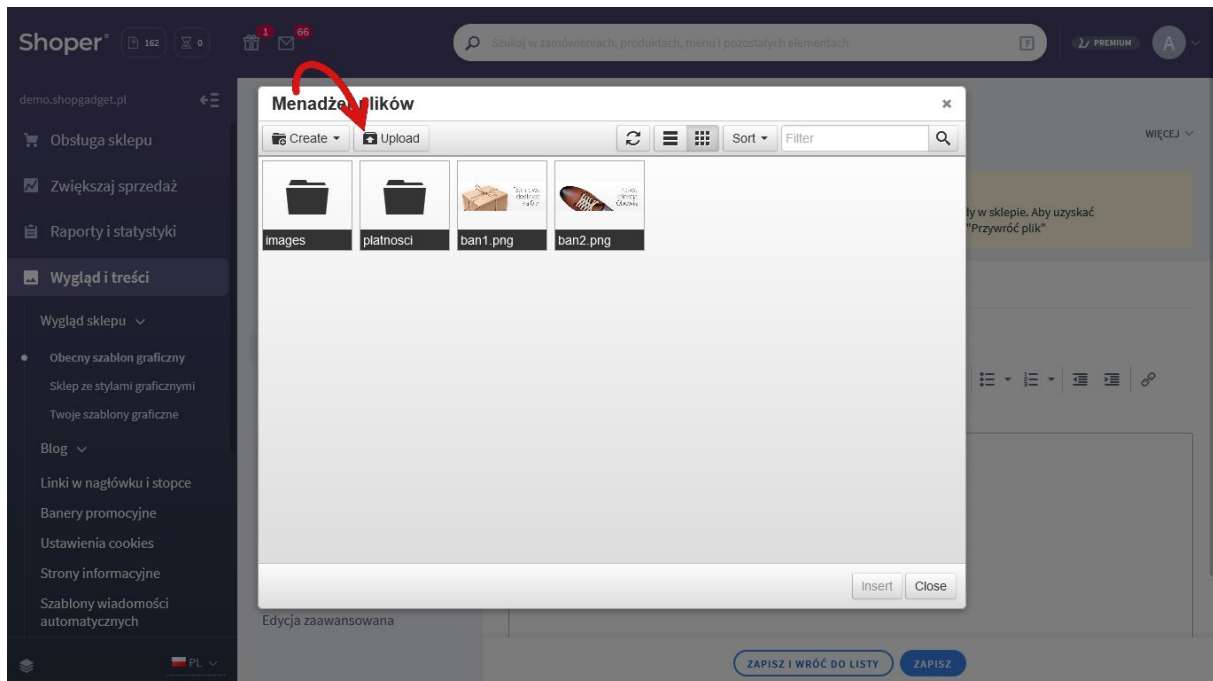 Shoper®
162
0
1
66
Szukaj w zamówieniach, produktach, menu i pozostałych elementach
F
PREMIUM
A
demo.shopgadget.pl
Obsługa sklepu
Zwiększaj sprzedaż
Raporty i statystyki
Wygląd i treści
Wygląd sklepu
Obecny szablon graficzny
Sklep ze stylami graficznymi
Twoje szablony graficzne
Blog
Linki w nagłówku i stopce
Banery promocyjne
Ustawienia cookies
Strony informacyjne
Szablony wiadomości
automatycznych
PL
Menadżer plików
×
Create
Upload
Sort
Filter
images
platnosci
ban1.png
ban2.png
Insert
Close
WIĘCEJ
w sklepie. Aby uzyskać
"Przywróć plik"
Edycja zaawansowana
ZAPISZ I WRÓĆ DO LISTY
ZAPISZ